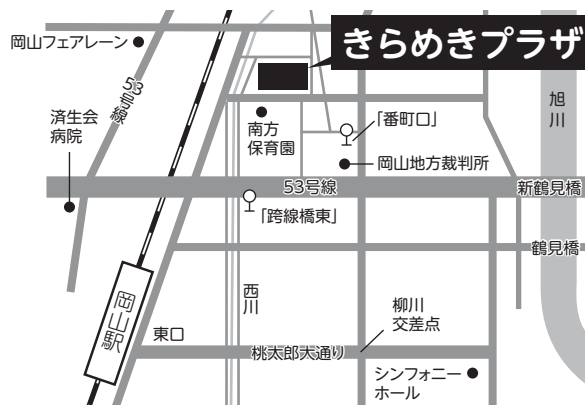 きらめきプラザ
岡山フェアレーン
53号線
旭川
済生会
病院
南方
保育園
「番町口」
岡山地方裁判所
53号線
新鶴見橋
「跨線橋東」
鶴見橋
西川
柳川
交差点
岡山駅
東口
桃太郎大通り
シンフォニー
ホール